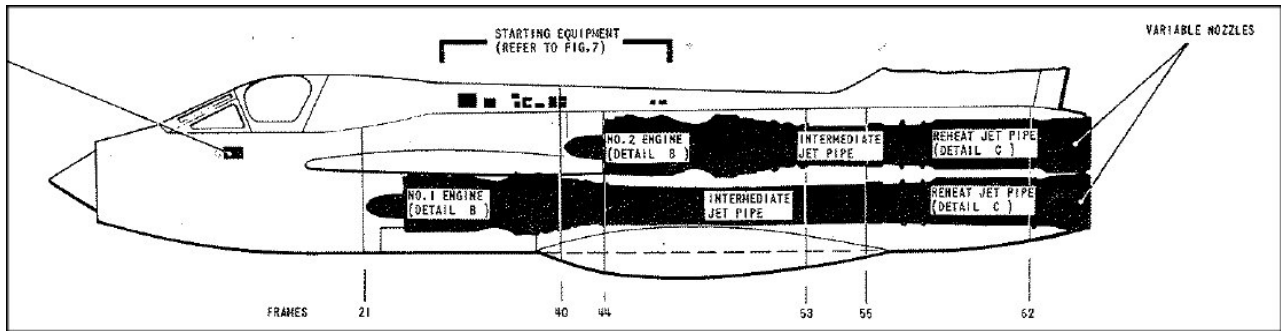 STARTING EQUIPMENT
(REFER TO FIG.7)
VARIABLE NOZZLES
NO.2 ENGINE
(DETAIL B)
INTERMEDIATE
JET PIPE
REHEAT JET PIPE
(DETAIL C)
NO.1 ENGINE
(DETAIL B)
INTERMEDIATE
JET PIPE
REHEAT JET PIPE
(DETAIL C)
FRAMES 21 40 44 53 55 62